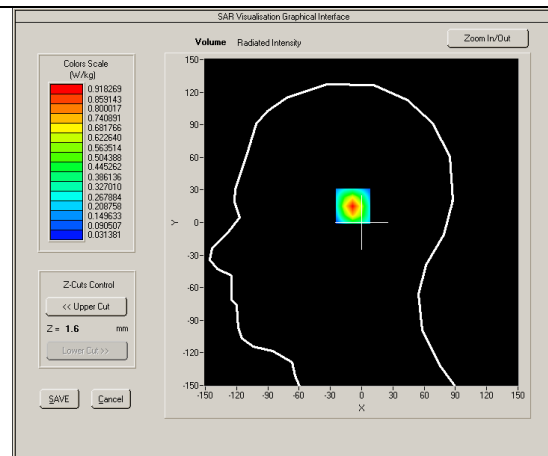 SAR Visualisation Graphical Interface
Volume Radiated Intensity
Zoom In/Out
Colors Scale
(W/kg)
0.918269
0.859143
0.800017
0.740891
0.681766
0.622640
0.563514
0.504388
0.445262
0.386136
0.327010
0.267884
0.208758
0.149633
0.090507
0.031381
Z-Cuts Control
<< Upper Cut
Z = 1.6 mm
Lower Cut >>
SAVE Cancel
150
120
90
60
30
0
-30
-60
-90
-120
-150
Y
-150 -120 -90 -60 -30 0 30 60 90 120 150
X